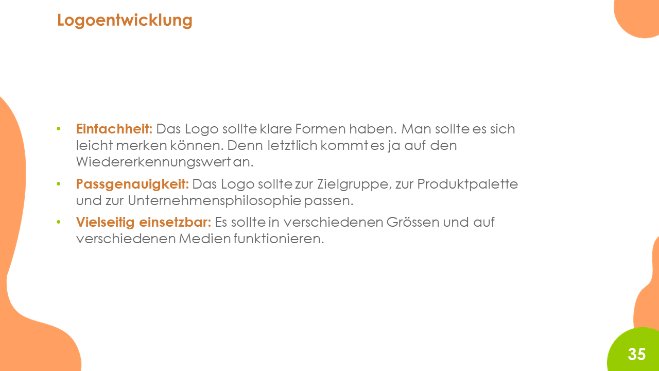 Logoentwicklung
• Einfachheit: Das Logo sollte klare Formen haben. Man sollte es sich
leicht merken können. Denn letztlich kommt es ja auf den
Wiedererkennungswert an.
• Passgenauigkeit: Das Logo sollte zur Zielgruppe, zur Produktpalette
und zur Unternehmensphilosophie passen.
• Vielseitig einsetzbar: Es sollte in verschiedenen Grössen und auf
verschiedenen Medien funktionieren.
35